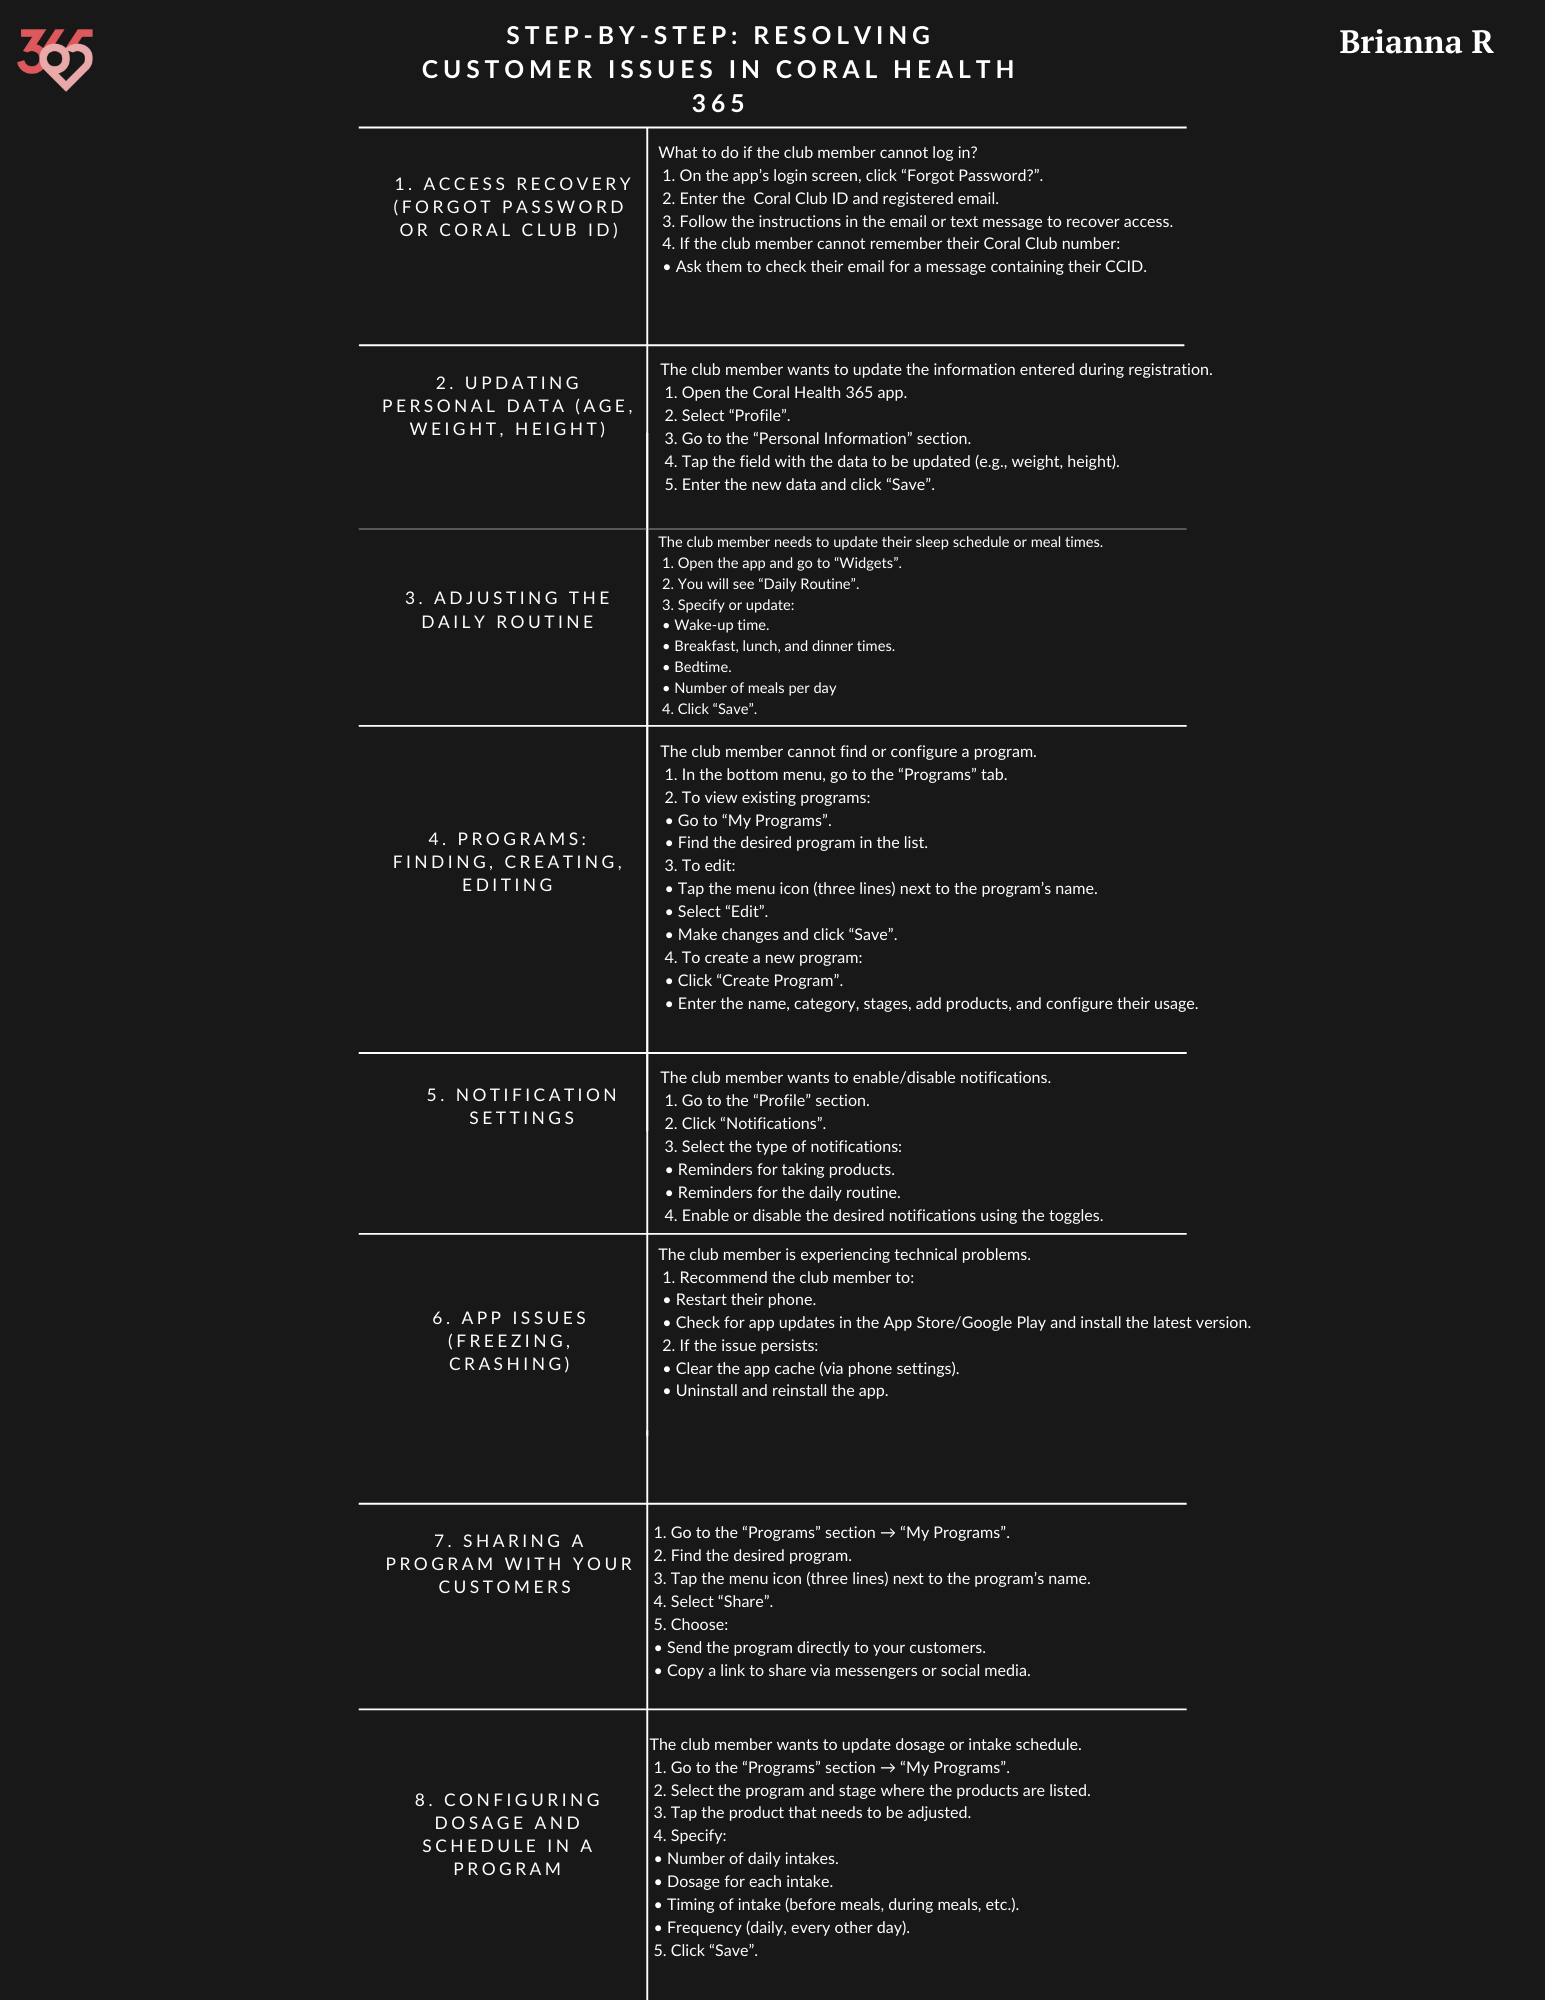 365
STEP-BY-STEP: RESOLVING
CUSTOMER ISSUES IN CORAL HEALTH
365
Brianna R
1. ACCESS RECOVERY
(FORGOT PASSWORD
OR CORAL CLUB ID)
What to do if the club member cannot log in?
1. On the app’s login screen, click “Forgot Password?”.
2. Enter the  Coral Club ID and registered email.
3. Follow the instructions in the email or text message to recover access.
4. If the club member cannot remember their Coral Club number:
• Ask them to check their email for a message containing their CCID.
2. UPDATING
PERSONAL DATA (AGE,
WEIGHT, HEIGHT)
The club member wants to update the information entered during registration.
1. Open the Coral Health 365 app.
2. Select “Profile”.
3. Go to the “Personal Information” section.
4. Tap the field with the data to be updated (e.g., weight, height).
5. Enter the new data and click “Save”.
3. ADJUSTING THE
DAILY ROUTINE
The club member needs to update their sleep schedule or meal times.
1. Open the app and go to “Widgets”.
2. You will see “Daily Routine”.
3. Specify or update:
• Wake-up time.
• Breakfast, lunch, and dinner times.
• Bedtime.
• Number of meals per day
4. Click “Save”.
4. PROGRAMS:
FINDING, CREATING,
EDITING
The club member cannot find or configure a program.
1. In the bottom menu, go to the “Programs” tab.
2. To view existing programs:
• Go to “My Programs”.
• Find the desired program in the list.
3. To edit:
• Tap the menu icon (three lines) next to the program’s name.
• Select “Edit”.
• Make changes and click “Save”.
4. To create a new program:
• Click “Create Program”.
• Enter the name, category, stages, add products, and configure their usage.
5. NOTIFICATION
SETTINGS
The club member wants to enable/disable notifications.
1. Go to the “Profile” section.
2. Click “Notifications”.
3. Select the type of notifications:
• Reminders for taking products.
• Reminders for the daily routine.
4. Enable or disable the desired notifications using the toggles.
6. APP ISSUES
(FREEZING,
CRASHING)
The club member is experiencing technical problems.
1. Recommend the club member to:
• Restart their phone.
• Check for app updates in the App Store/Google Play and install the latest version.
2. If the issue persists:
• Clear the app cache (via phone settings).
• Uninstall and reinstall the app.
7. SHARING A
PROGRAM WITH YOUR
CUSTOMERS
1. Go to the “Programs” section → “My Programs”.
2. Find the desired program.
3. Tap the menu icon (three lines) next to the program’s name.
4. Select “Share”.
5. Choose:
• Send the program directly to your customers.
• Copy a link to share via messengers or social media.
8. CONFIGURING
DOSAGE AND
SCHEDULE IN A
PROGRAM
The club member wants to update dosage or intake schedule.
1. Go to the “Programs” section → “My Programs”.
2. Select the program and stage where the products are listed.
3. Tap the product that needs to be adjusted.
4. Specify:
• Number of daily intakes.
• Dosage for each intake.
• Timing of intake (before meals, during meals, etc.).
• Frequency (daily, every other day).
5. Click “Save”.